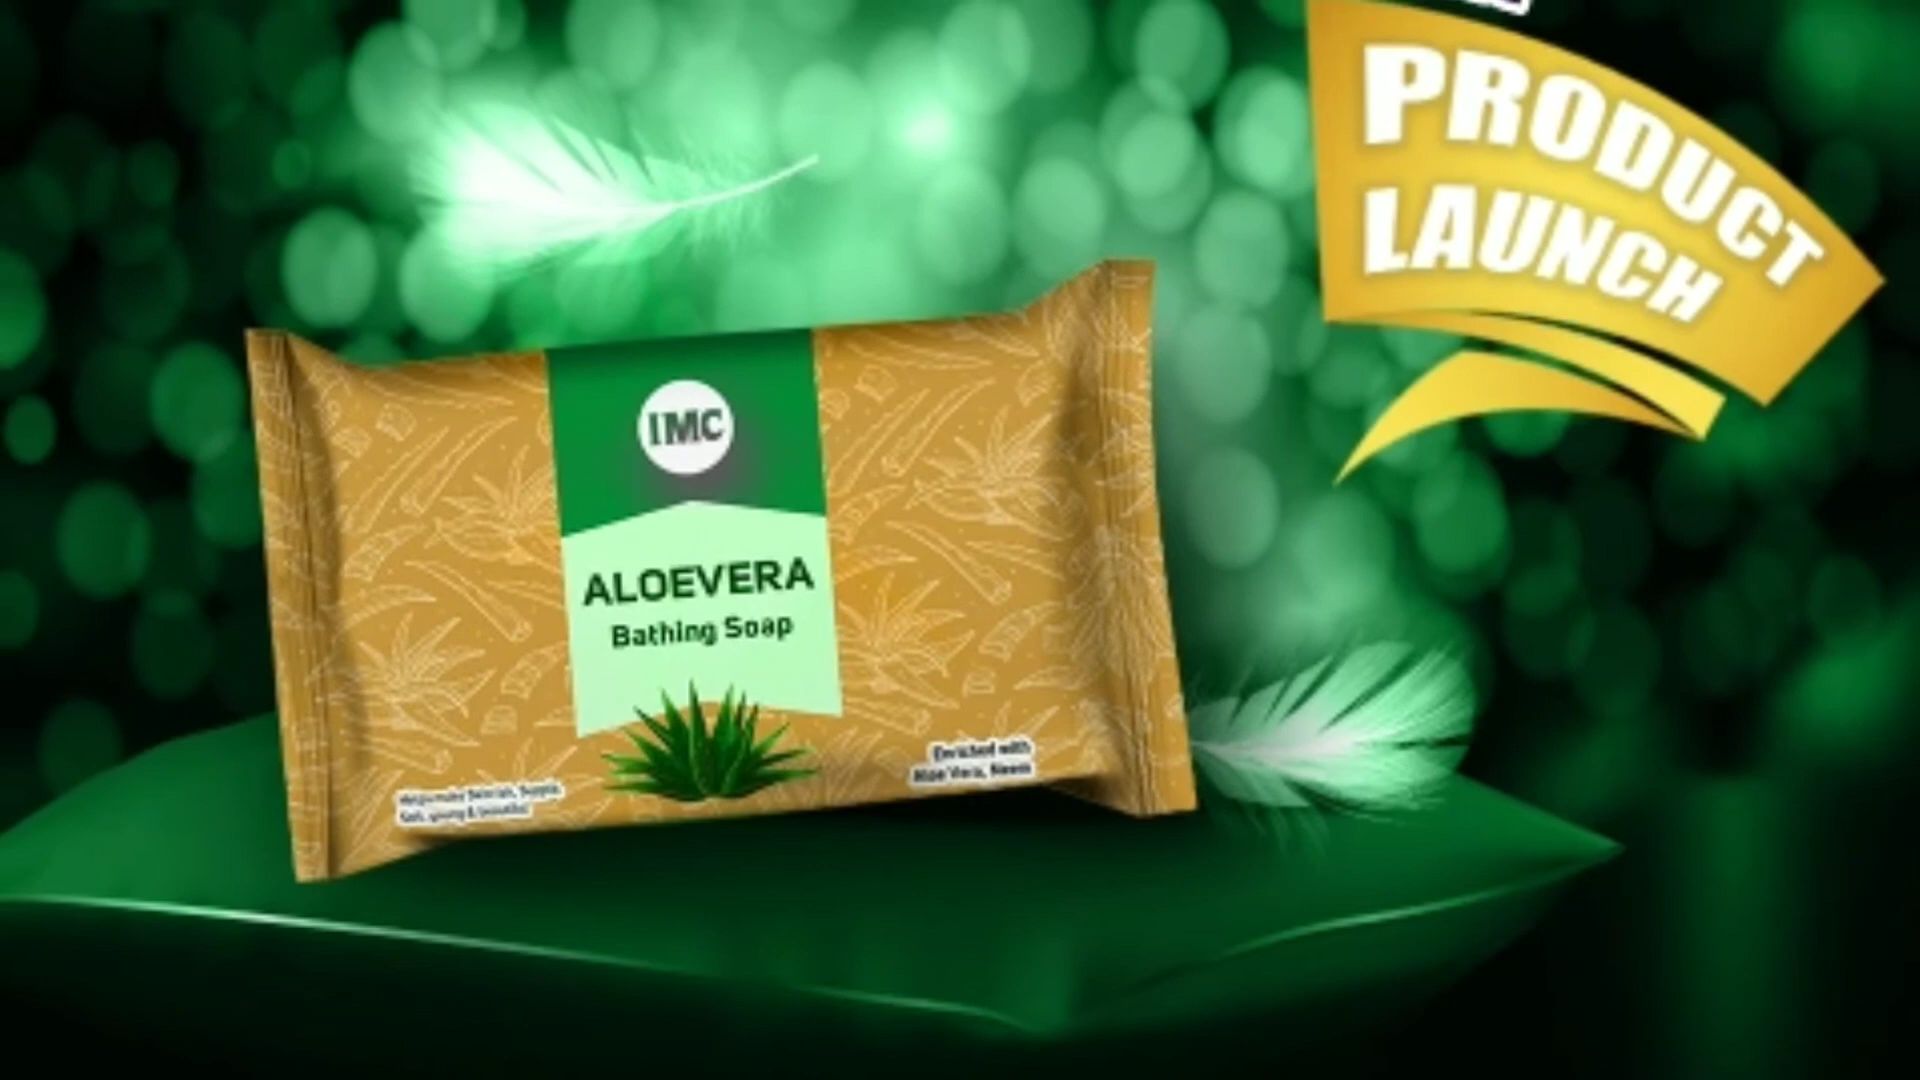 PRODUCT
LAUNCH
IMC
ALOEVERA
Bathing Soap
Enriched with
Aloe Vera, Neem